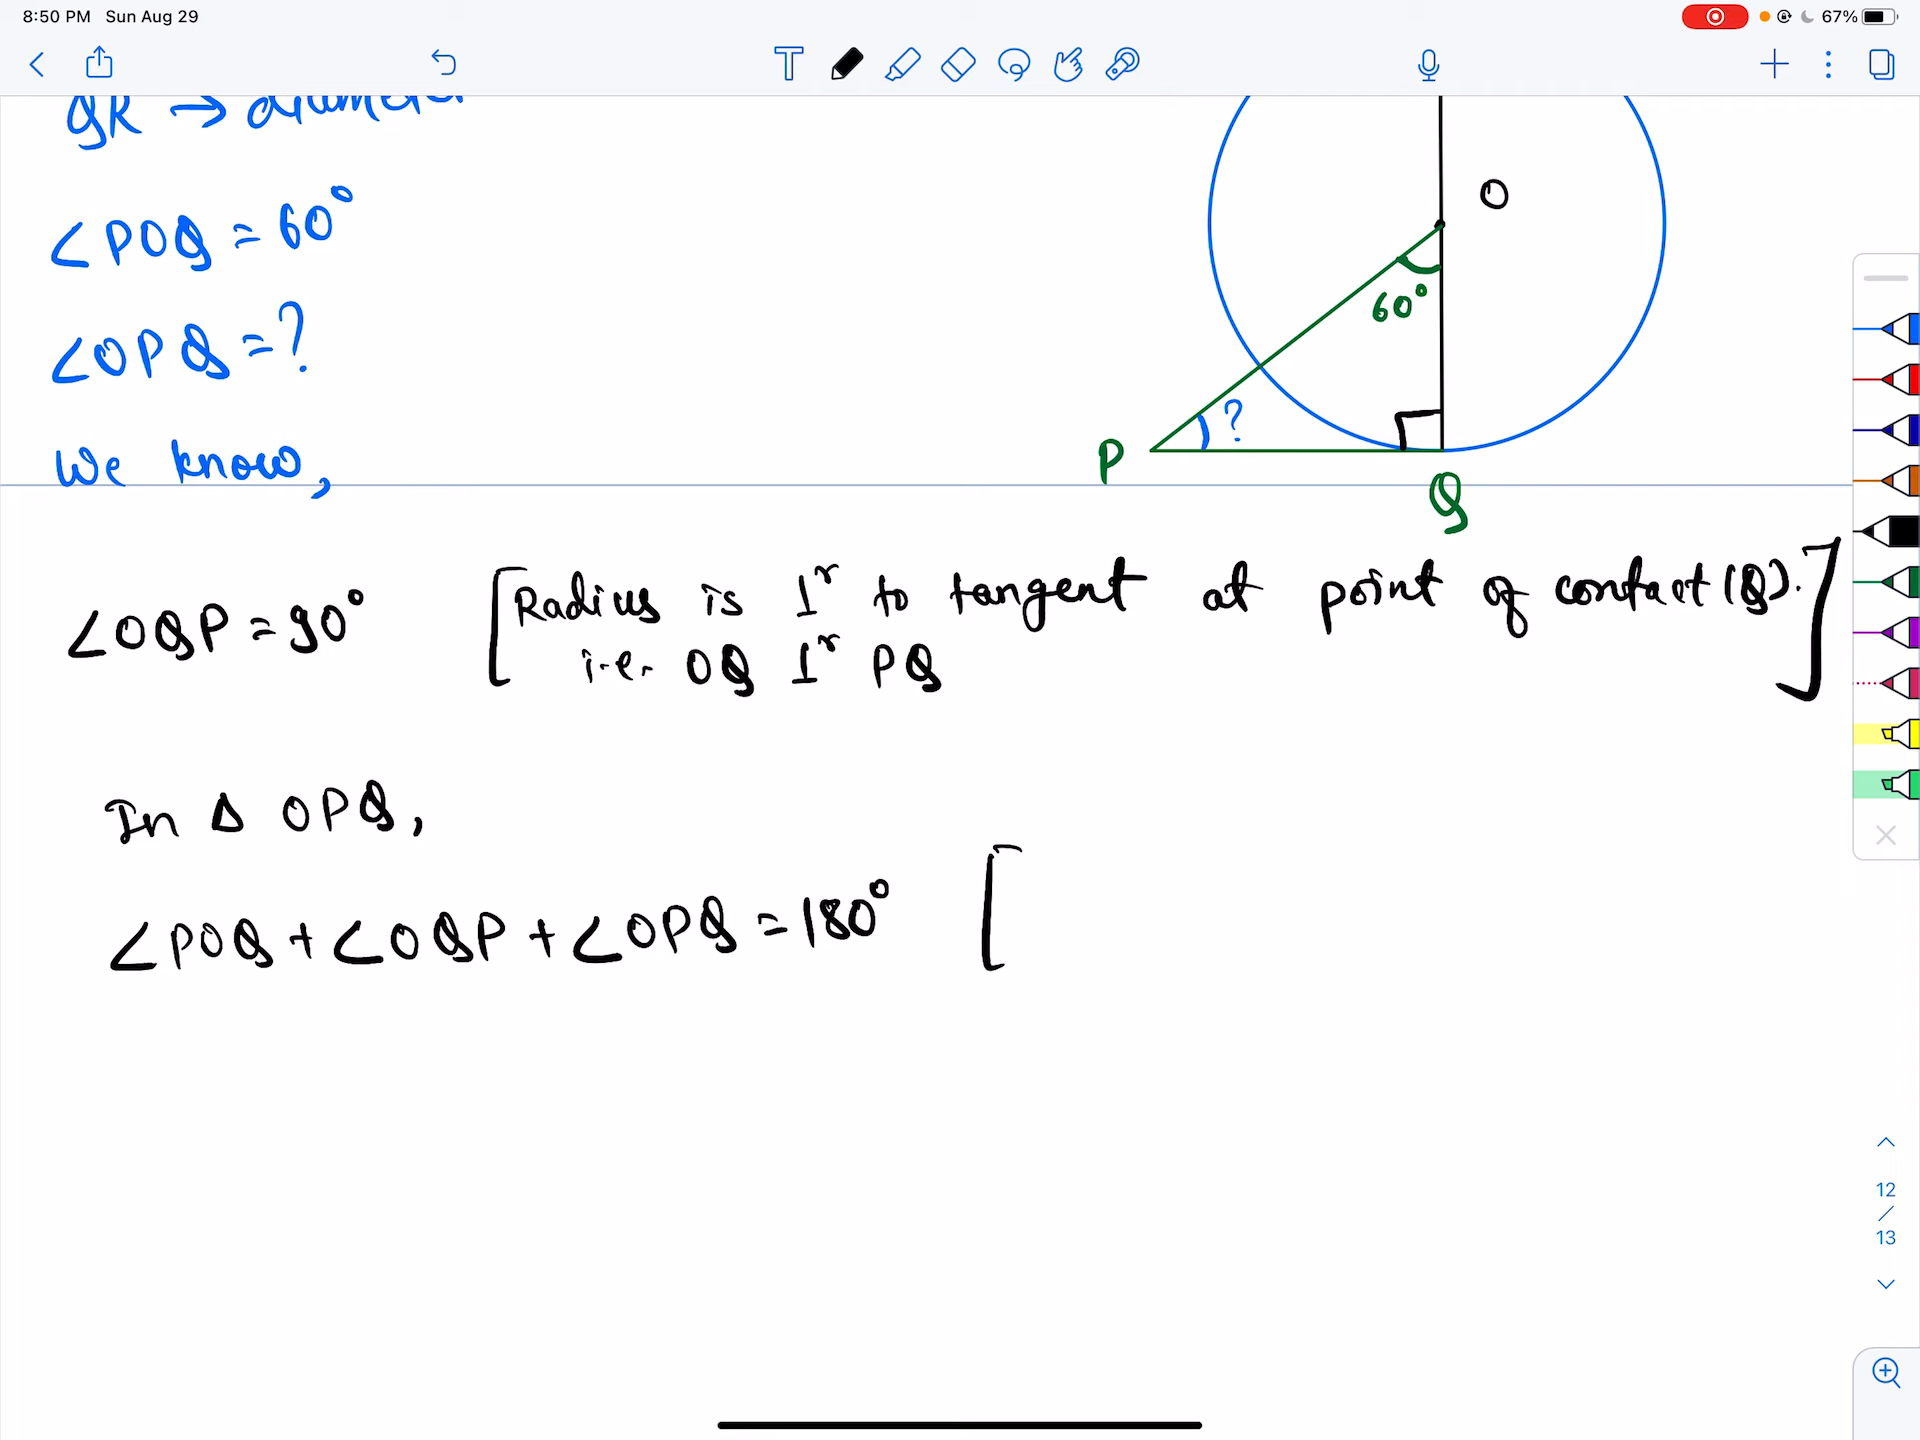 8:50 PM Sun Aug 29
67%
QR → diameter
∠POQ = 60°
∠OPQ = ?
We know,
O
60°
?
P
Q
∠OQP = 90° [Radius is ⊥r to tangent at point of contact (Q).
i.e. OQ ⊥r PQ]
In Δ OPQ,
∠POQ + ∠OQP + ∠OPQ = 180° [
12
/
13